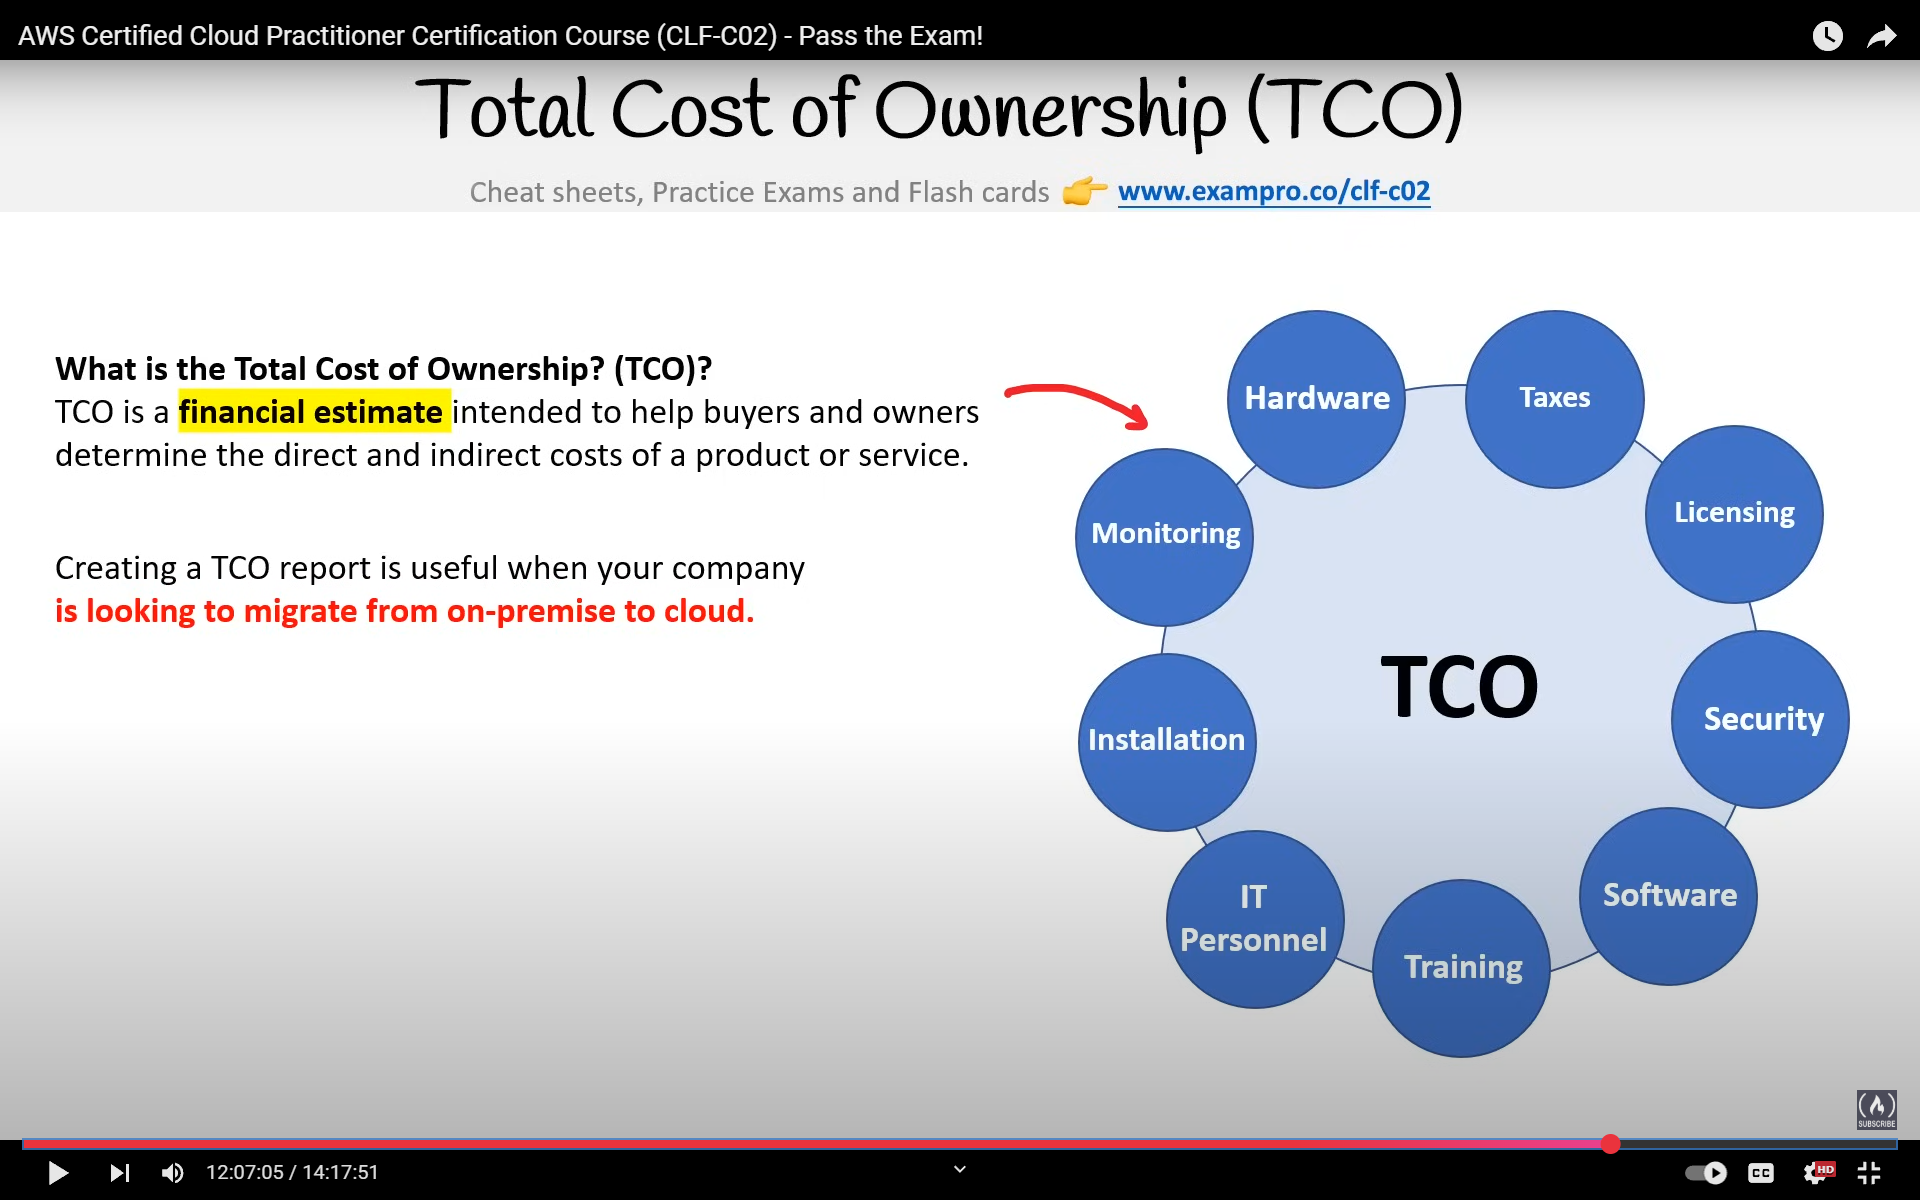 AWS Certified Cloud Practitioner Certification Course (CLF-C02) - Pass the Exam!
Total Cost of Ownership (TCO)
Cheat sheets, Practice Exams and Flash cards 👉 www.exampro.co/clf-c02
What is the Total Cost of Ownership? (TCO)?
TCO is a financial estimate intended to help buyers and owners
determine the direct and indirect costs of a product or service.
Creating a TCO report is useful when your company
is looking to migrate from on-premise to cloud.
Hardware
Taxes
Licensing
Monitoring
Security
TCO
Installation
Software
IT
Personnel
Training
SUBSCRIBE
12:07:05 / 14:17:51
CC
HD